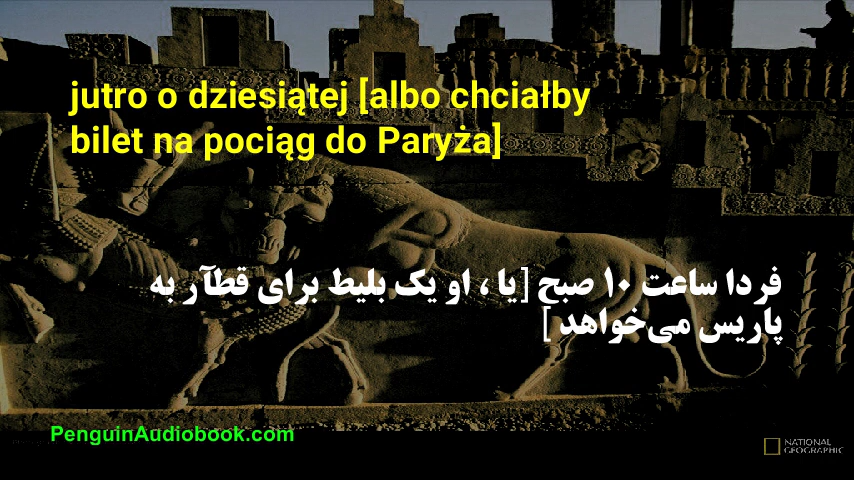 jutro o dziesiątej [albo chciałby
bilet na pociąg do Paryża]
فردا ساعت ۱۰ صبح [یا ، او یک بلیط برای قطآر به
پاریس می‌خواهد ]
PenguinAudiobook.com
NATIONAL
GEOGRAPHIC